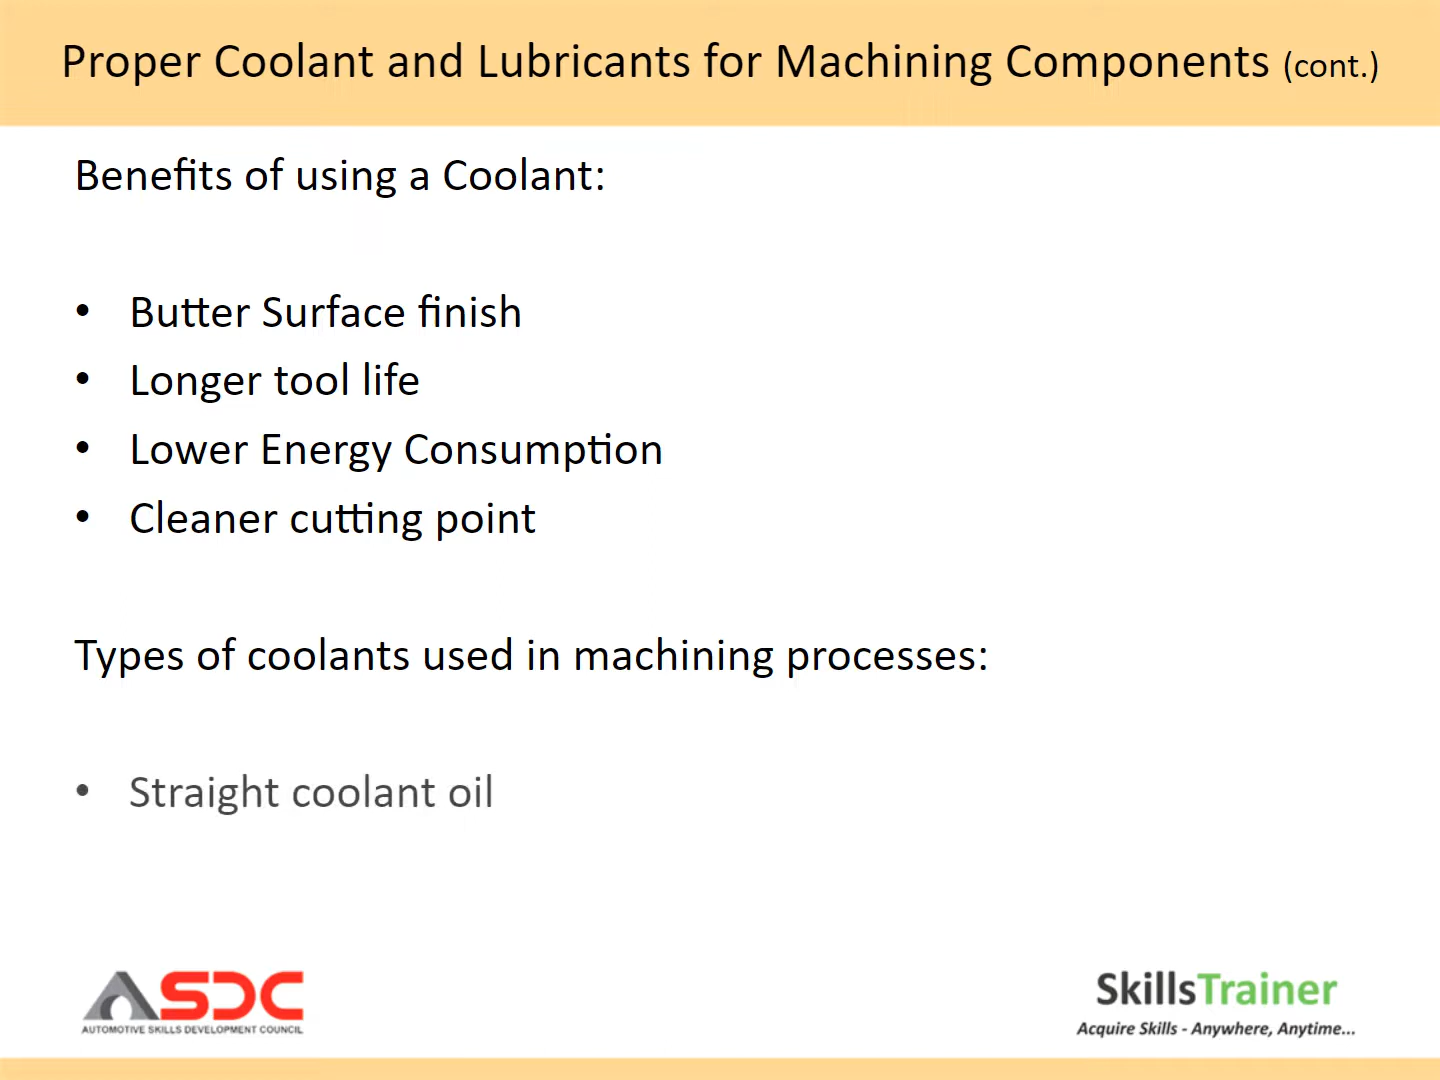 Proper Coolant and Lubricants for Machining Components (cont.)
Benefits of using a Coolant:
• Butter Surface finish
• Longer tool life
• Lower Energy Consumption
• Cleaner cutting point
Types of coolants used in machining processes:
• Straight coolant oil
ASDC
AUTOMOTIVE SKILLS DEVELOPMENT COUNCIL
SkillsTrainer
Acquire Skills - Anywhere, Anytime...